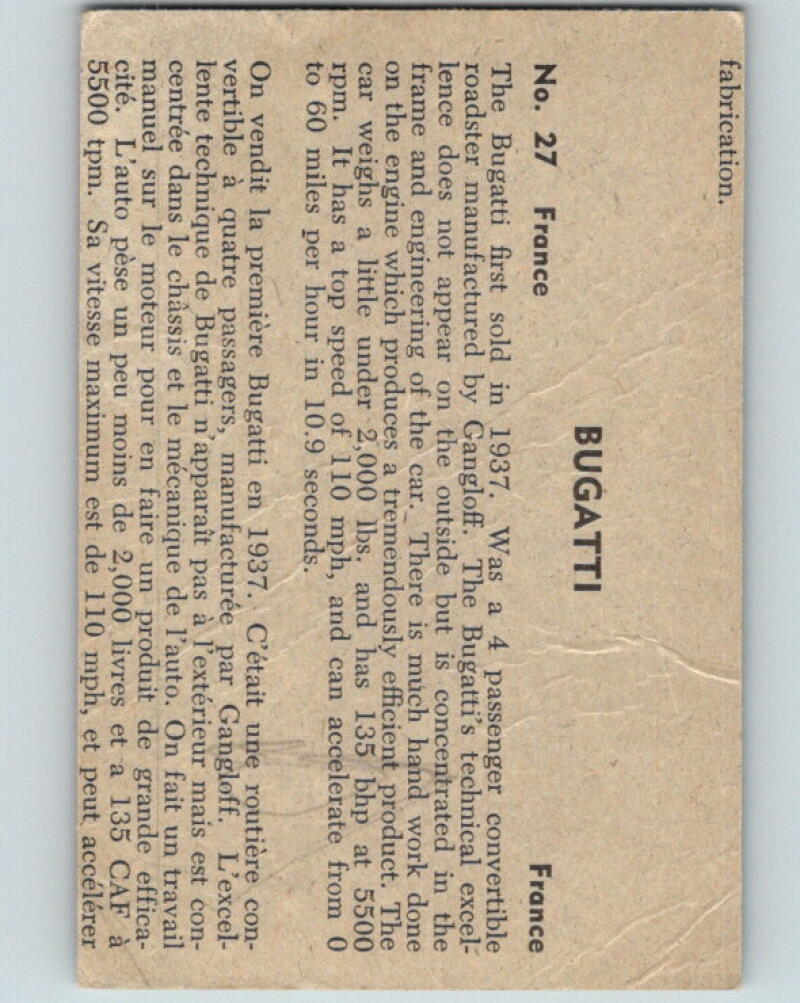 fabrication.
BUGATTI
No. 27 France France
The Bugatti first sold in 1937. Was a 4 passenger convertible
roadster manufactured by Gangloff. The Bugatti's technical excel-
lence does not appear on the outside but is concentrated in the
frame and engineering of the car. There is much hand work done
on the engine which produces a tremendously efficient product. The
car weighs a little under 2,000 lbs. and has 135 bhp at 5500
rpm. It has a top speed of 110 mph, and can accelerate from 0
to 60 miles per hour in 10.9 seconds.
On vendit la première Bugatti en 1937. C'était une routière con-
vertible à quatre passagers, manufacturée par Gangloff. L'excel-
lente technique de Bugatti n'apparaît pas à l'extérieur mais est con-
centrée dans le châssis et le mécanique de l'auto. On fait un travail
manuel sur le moteur pour en faire un produit de grande effica-
cité. L'auto pèse un peu moins de 2,000 livres et a 135 CAF à
5500 tpm. Sa vitesse maximum est de 110 mph, et peut accélérer